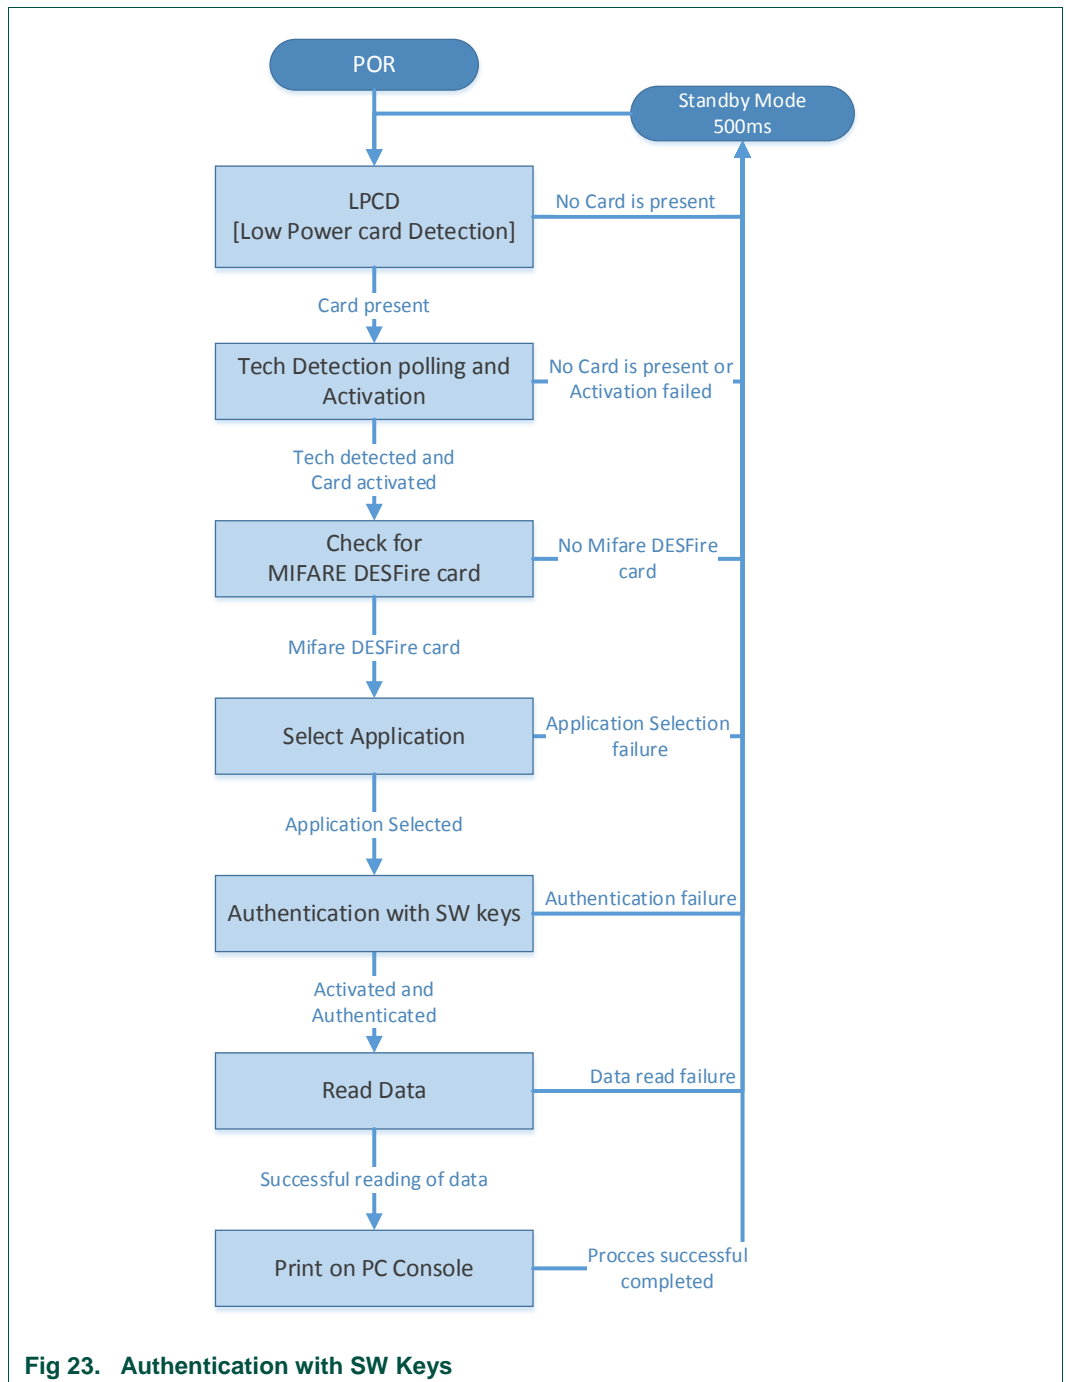 POR
Standby Mode
500ms
LPCD
[Low Power card Detection]
No Card is present
Card present
Tech Detection polling and
Activation
No Card is present or
Activation failed
Tech detected and
Card activated
Check for
MIFARE DESFire card
No Mifare DESFire
card
Mifare DESFire card
Select Application
Application Selection
failure
Application Selected
Authentication with SW keys
Authentication failure
Activated and
Authenticated
Read Data
Data read failure
Successful reading of data
Print on PC Console
Procces successful
completed
Fig 23. Authentication with SW Keys